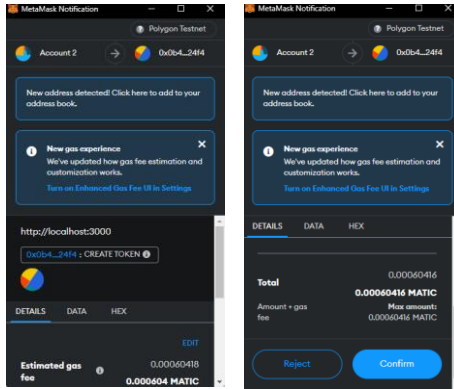 MetaMask Notification
Polygon Testnet
Account 2
0x0b4...24f4
New address detected! Click here to add to your
address book.
New gas experience
We've updated how gas fee estimation and
customization works.
Turn on Enhanced Gas Fee UI in Settings
http://localhost:3000
0x0b4...24f4 : CREATE TOKEN
DETAILS DATA HEX
EDIT
Estimated gas
fee
0.00060418
0.000604 MATIC
MetaMask Notification
Polygon Testnet
Account 2
0x0b4...24f4
New address detected! Click here to add to your
address book.
New gas experience
We've updated how gas fee estimation and
customization works.
Turn on Enhanced Gas Fee UI in Settings
DETAILS DATA HEX
0.00060416
Total
0.00060416 MATIC
Amount + gas
fee
Max amount:
0.00060416 MATIC
Reject
Confirm